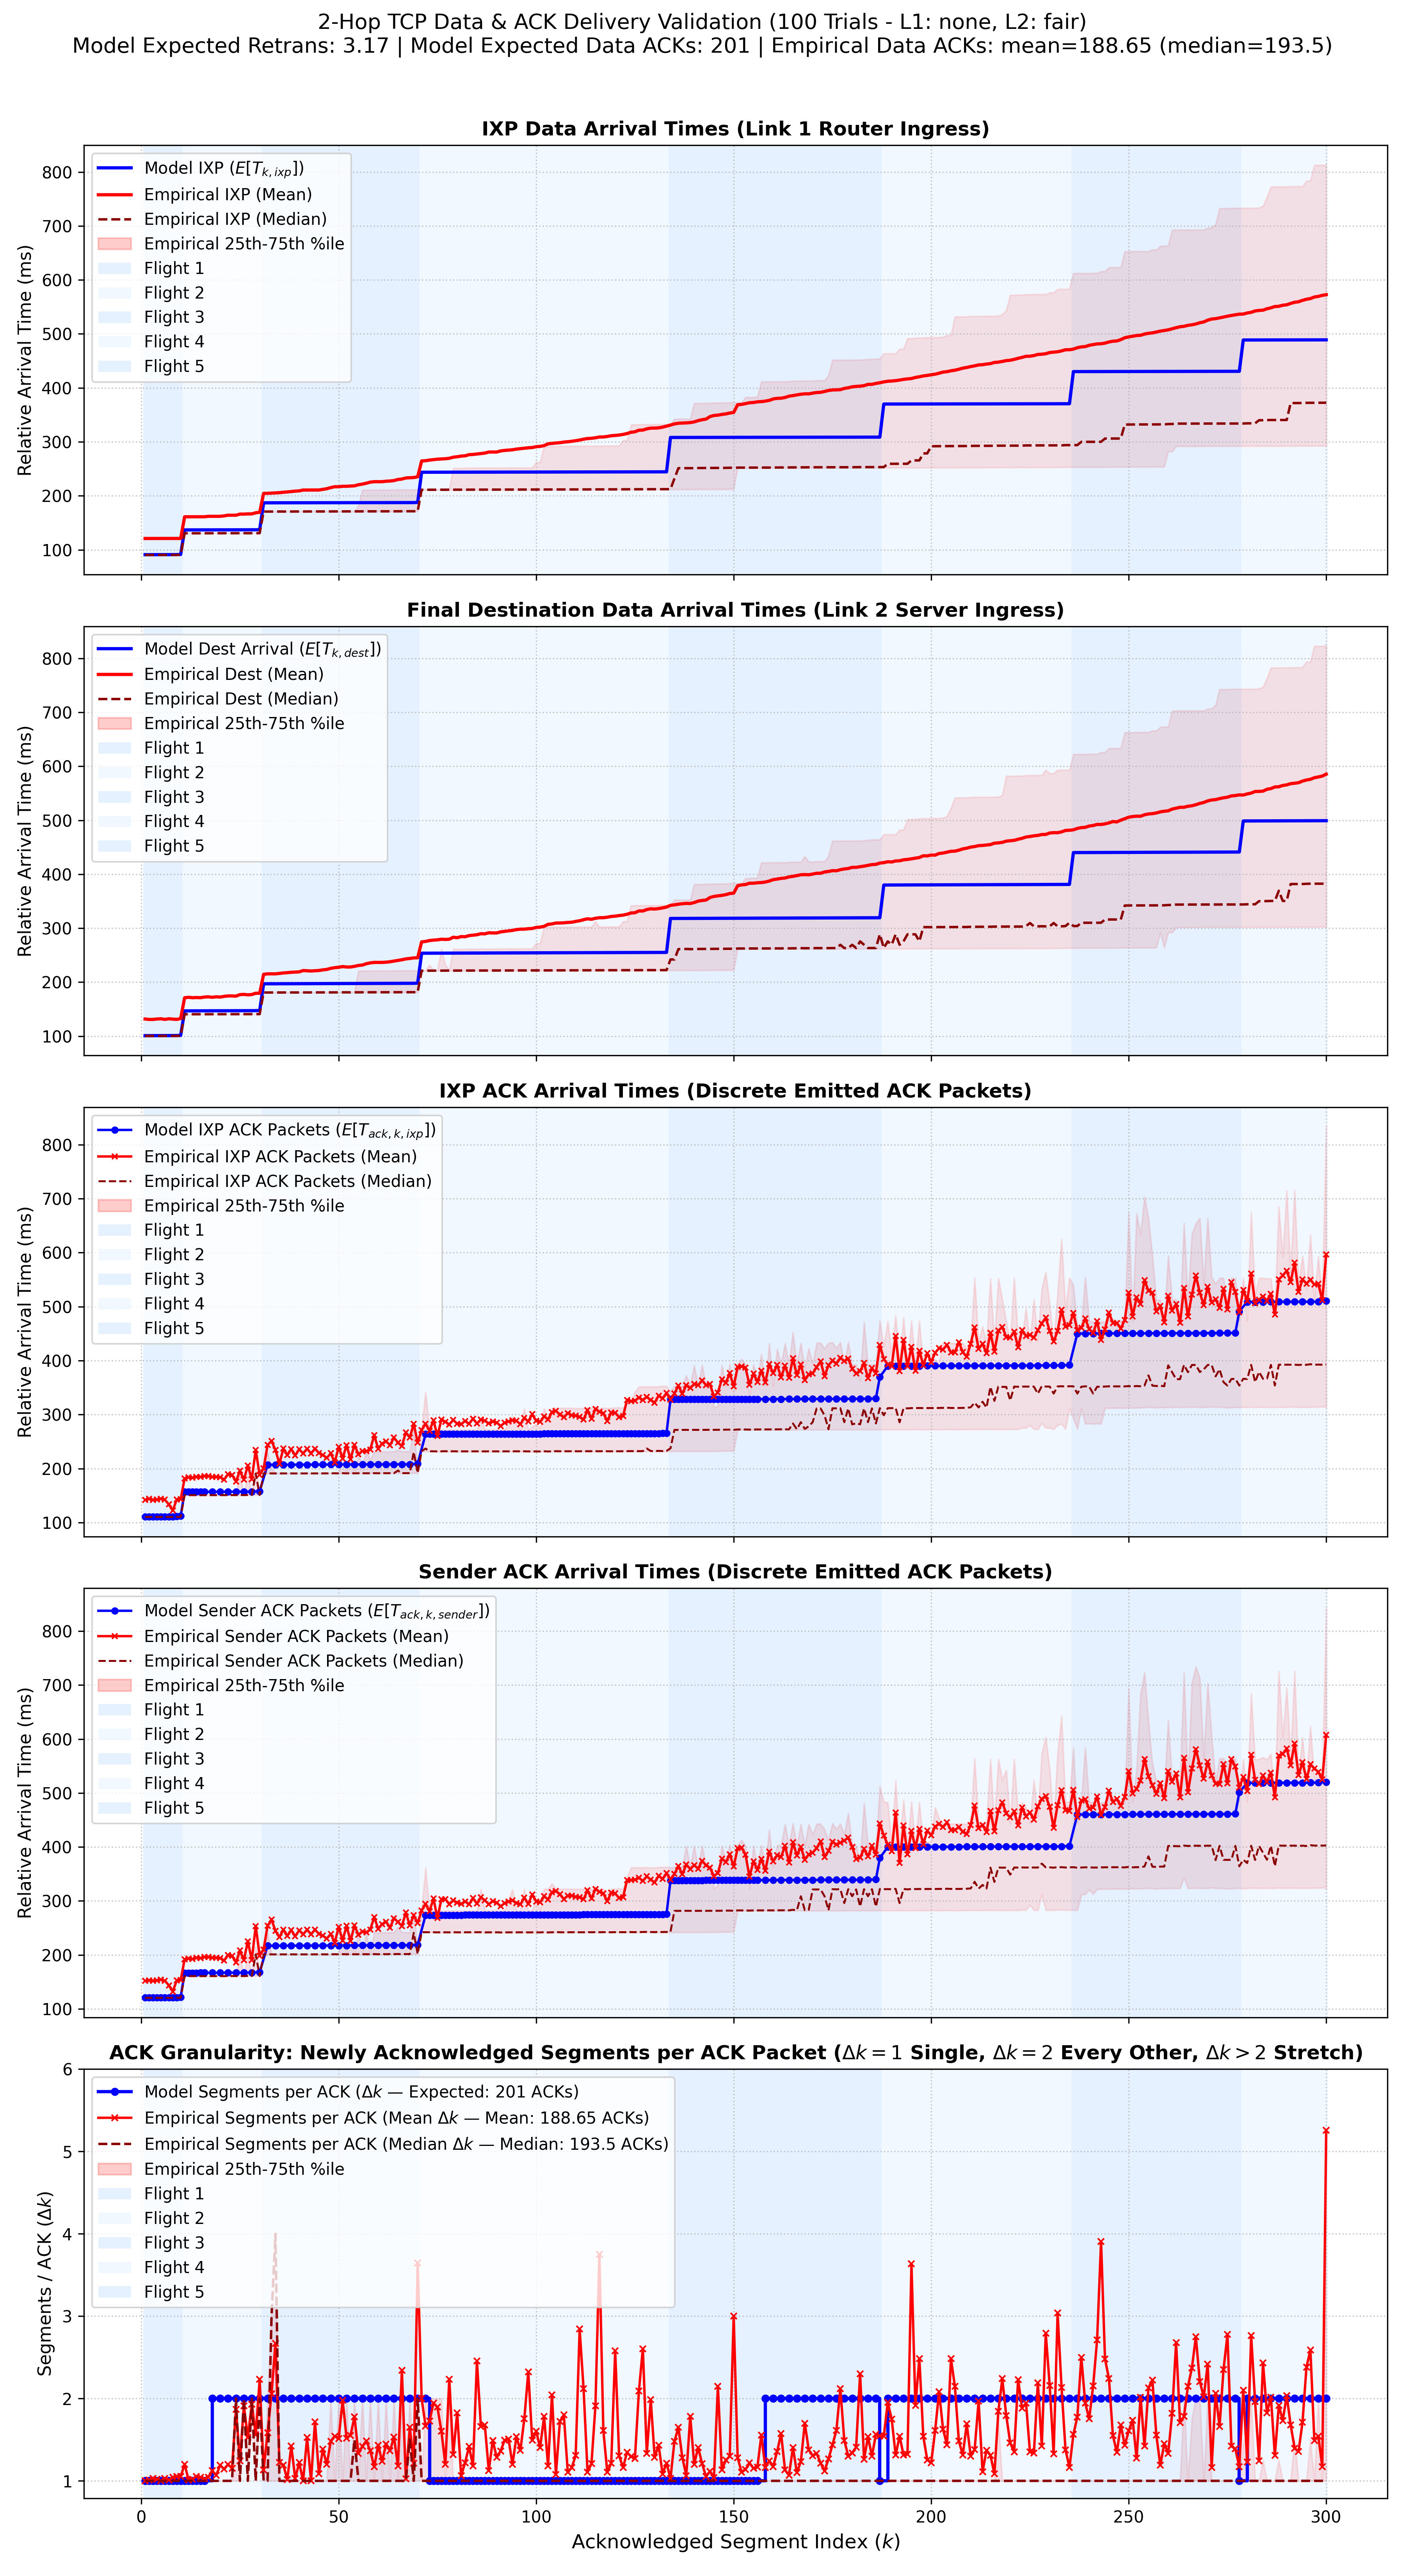 2-Hop TCP Data & ACK Delivery Validation (100 Trials - L1: none, L2: fair)
Model Expected Retrans: 3.17 | Model Expected Data ACKs: 201 | Empirical Data ACKs: mean=188.65 (median=193.5)
IXP Data Arrival Times (Link 1 Router Ingress)
Relative Arrival Time (ms)
800
700
600
500
400
300
200
100
Model IXP (E[T_{k,ixp}])
Empirical IXP (Mean)
Empirical IXP (Median)
Empirical 25th-75th %ile
Flight 1
Flight 2
Flight 3
Flight 4
Flight 5
Final Destination Data Arrival Times (Link 2 Server Ingress)
Relative Arrival Time (ms)
800
700
600
500
400
300
200
100
Model Dest Arrival (E[T_{k,dest}])
Empirical Dest (Mean)
Empirical Dest (Median)
Empirical 25th-75th %ile
Flight 1
Flight 2
Flight 3
Flight 4
Flight 5
IXP ACK Arrival Times (Discrete Emitted ACK Packets)
Relative Arrival Time (ms)
800
700
600
500
400
300
200
100
Model IXP ACK Packets (E[T_{ack,k,ixp}])
Empirical IXP ACK Packets (Mean)
Empirical IXP ACK Packets (Median)
Empirical 25th-75th %ile
Flight 1
Flight 2
Flight 3
Flight 4
Flight 5
Sender ACK Arrival Times (Discrete Emitted ACK Packets)
Relative Arrival Time (ms)
800
700
600
500
400
300
200
100
Model Sender ACK Packets (E[T_{ack,k,sender}])
Empirical Sender ACK Packets (Mean)
Empirical Sender ACK Packets (Median)
Empirical 25th-75th %ile
Flight 1
Flight 2
Flight 3
Flight 4
Flight 5
ACK Granularity: Newly Acknowledged Segments per ACK Packet (Δk = 1 Single, Δk = 2 Every Other, Δk > 2 Stretch)
Segments / ACK (Δk)
6
5
4
3
2
1
Model Segments per ACK (Δk — Expected: 201 ACKs)
Empirical Segments per ACK (Mean Δk — Mean: 188.65 ACKs)
Empirical Segments per ACK (Median Δk — Median: 193.5 ACKs)
Empirical 25th-75th %ile
Flight 1
Flight 2
Flight 3
Flight 4
Flight 5
0 50 100 150 200 250 300
Acknowledged Segment Index (k)